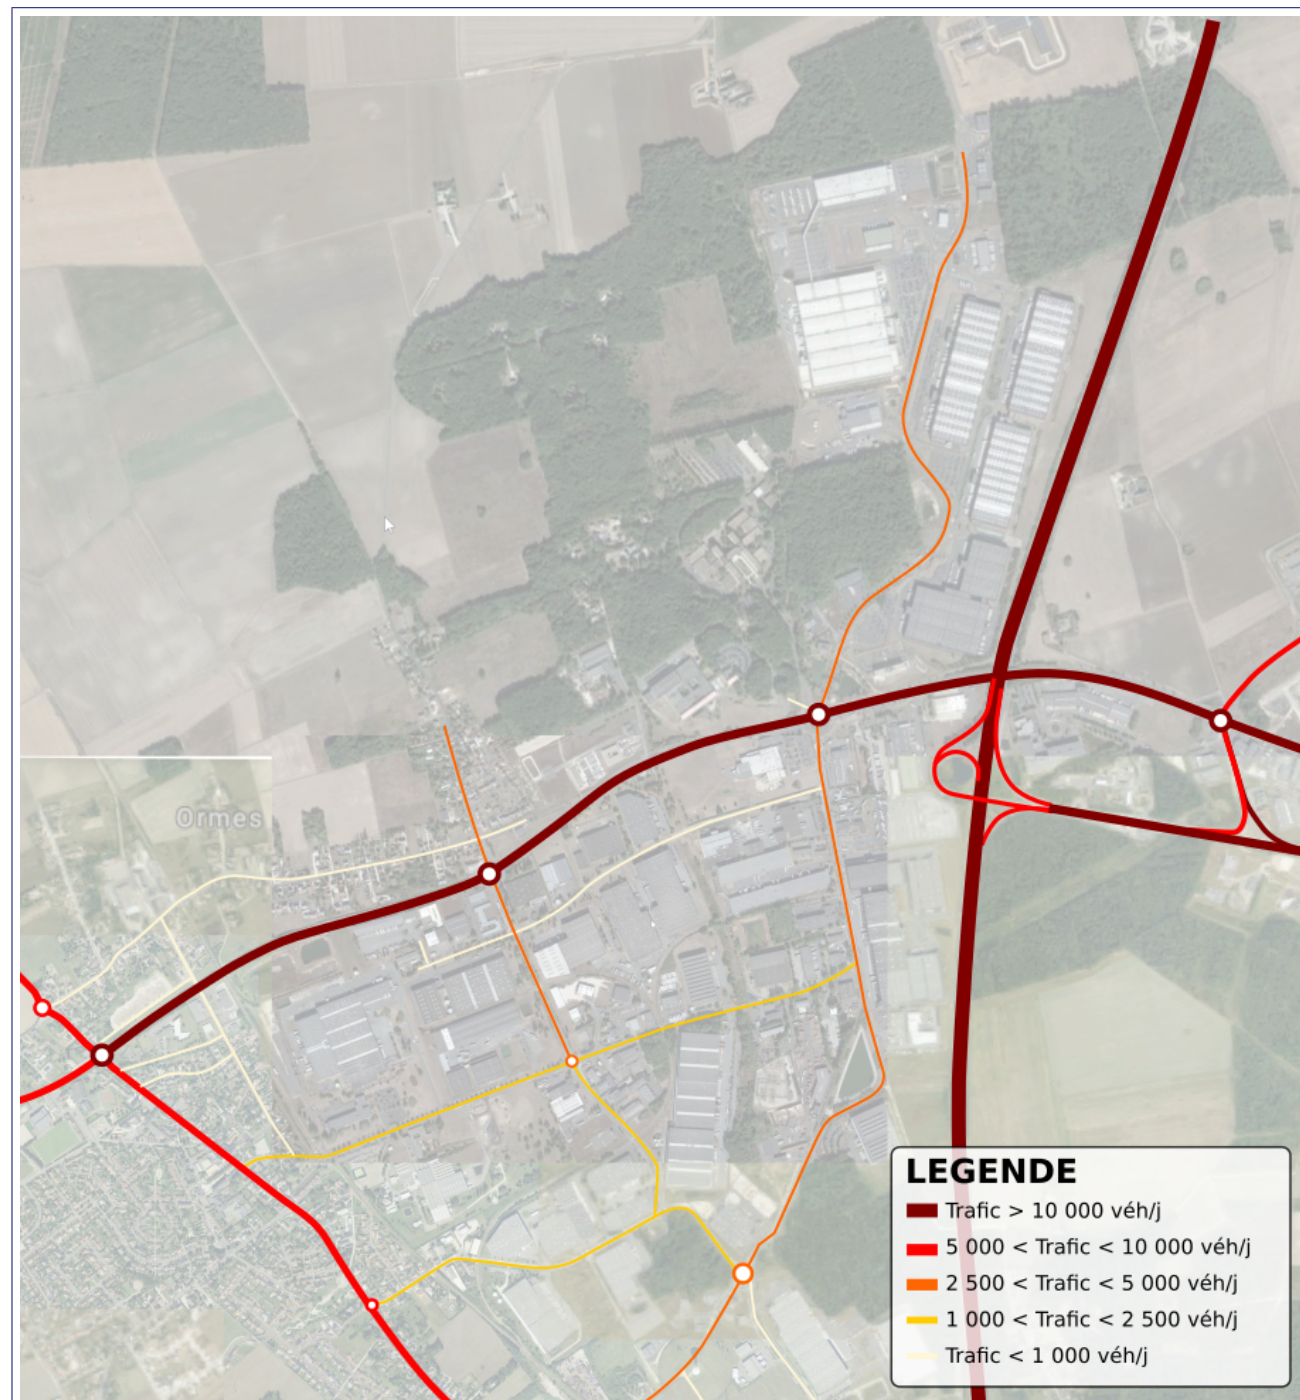 Ormes
LEGENDE
Trafic > 10 000 véh/j
5 000 < Trafic < 10 000 véh/j
2 500 < Trafic < 5 000 véh/j
1 000 < Trafic < 2 500 véh/j
Trafic < 1 000 véh/j